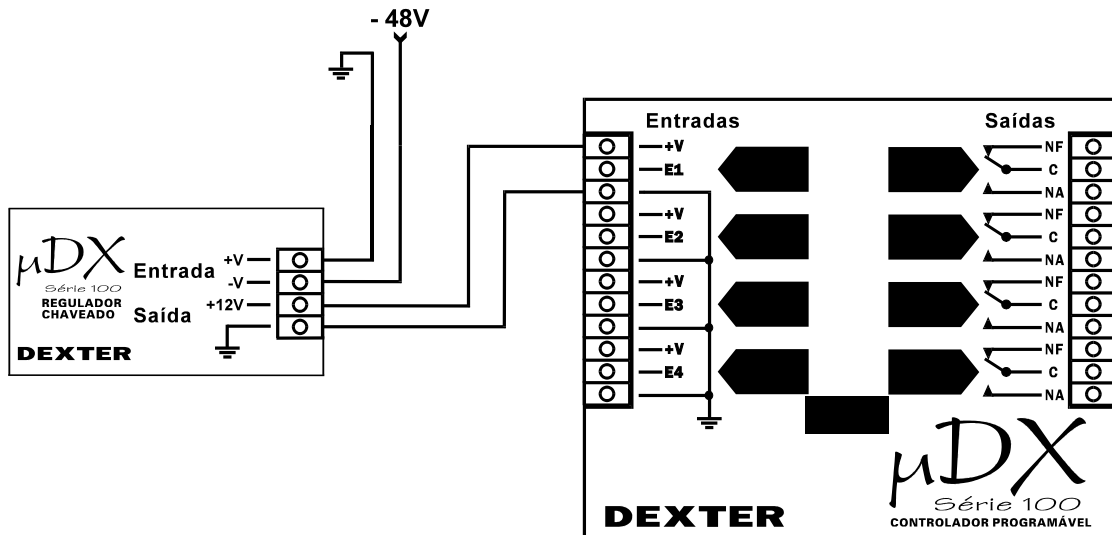 - 48V
Entradas
Saídas
+V
E1
+V
E2
+V
E3
+V
E4
NF
C
NA
NF
C
NA
NF
C
NA
NF
C
NA
µDX
Série 100
REGULADOR
CHAVEADO
DEXTER
Entrada
Saída
+V
-V
+12V
µDX
Série 100
CONTROLADOR PROGRAMÁVEL
DEXTER